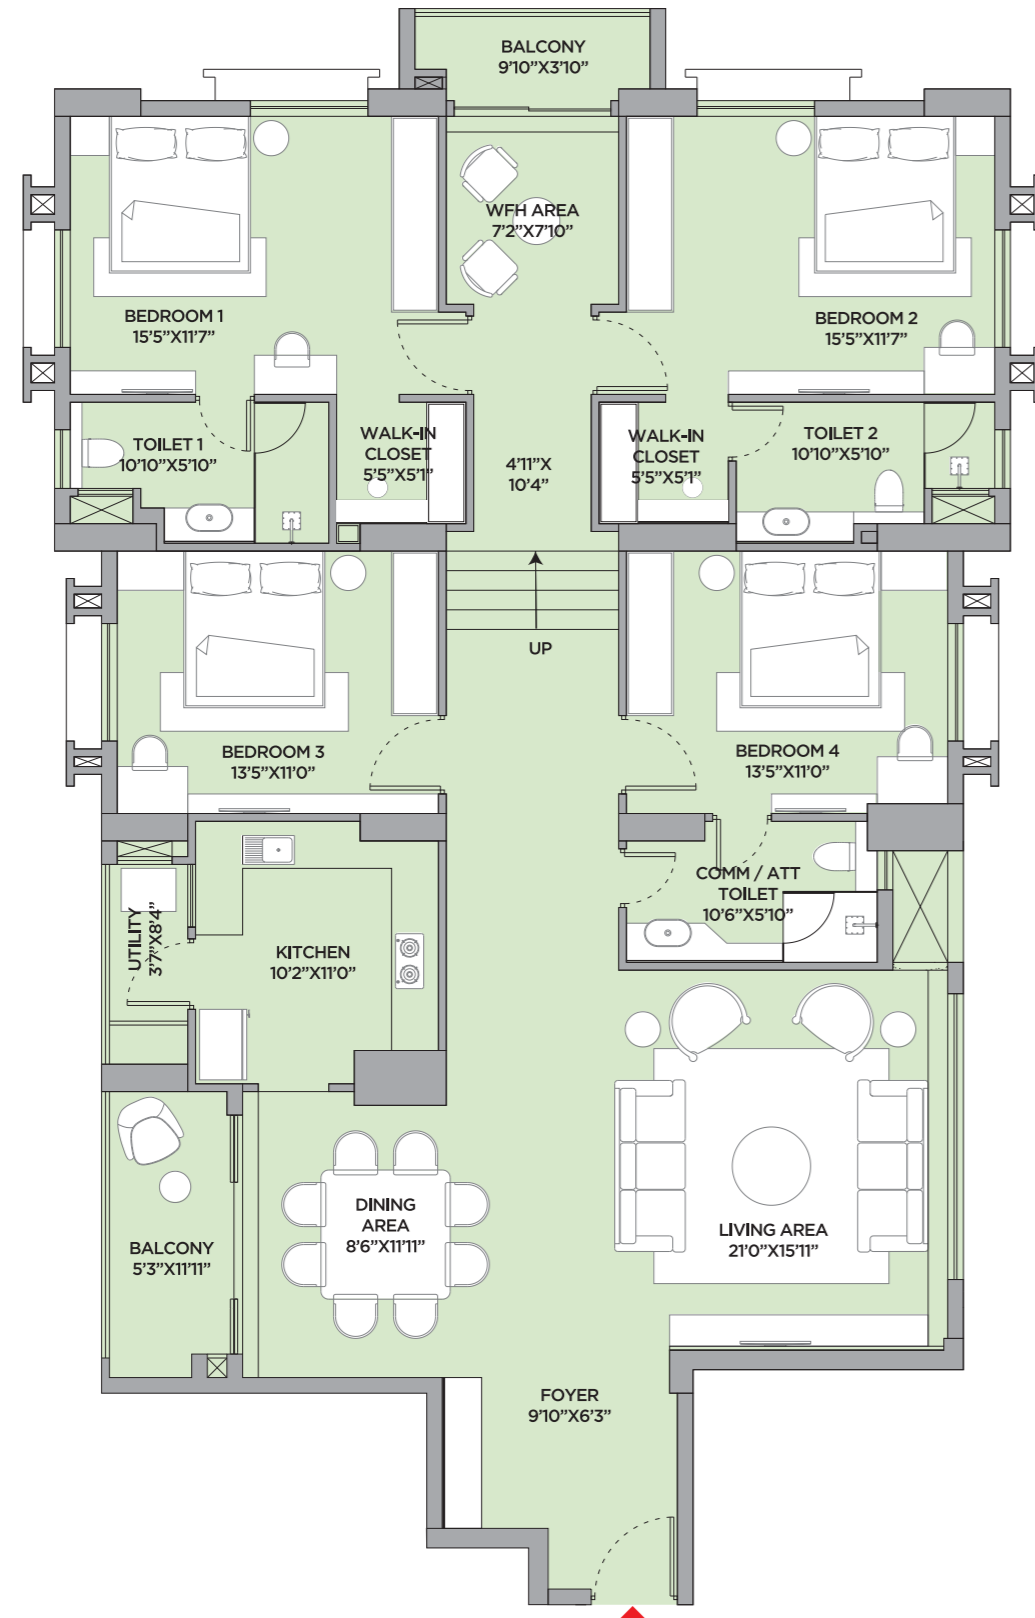 BALCONY
9'10”X3'10”
WFH AREA
7'2”X7'10”
BEDROOM 1
15'5”X11'7”
BEDROOM 2
15'5”X11'7”
TOILET 1
10'10”X5'10”
WALK-IN
CLOSET
5'5”X5'1”
4'11”X
10'4”
WALK-IN
CLOSET
5'5”X5'1”
TOILET 2
10'10”X5'10”
UP
BEDROOM 3
13'5”X11'0”
BEDROOM 4
13'5”X11'0”
COMM / ATT
TOILET
10'6”X5'10”
UTILITY
3'7”X8'4”
KITCHEN
10'2”X11'0”
DINING
AREA
8'6”X11'11”
LIVING AREA
21'0”X15'11”
BALCONY
5'3”X11'11”
FOYER
9'10”X6'3”